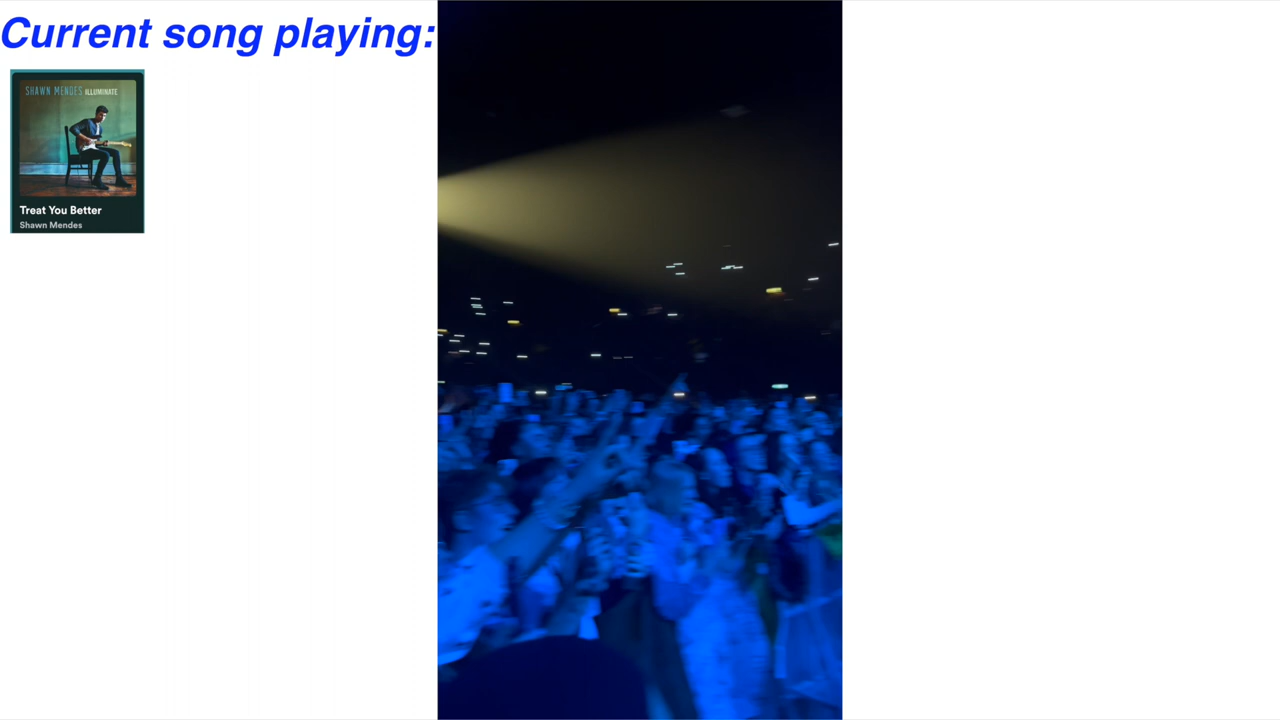 Current song playing:
SHAWN MENDES ILLUMINATE
Treat You Better
Shawn Mendes